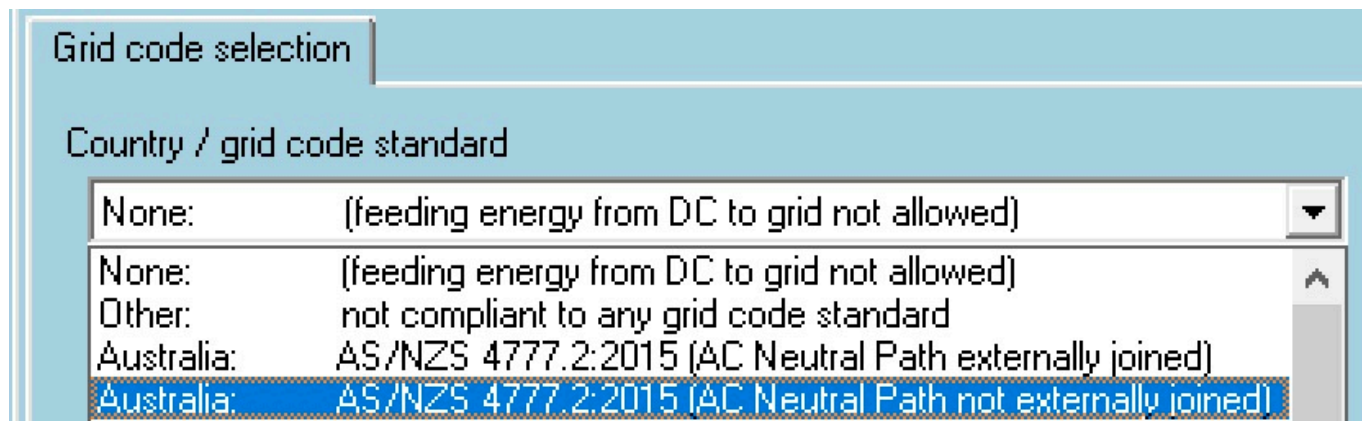 Grid code selection
Country / grid code standard
None: (feeding energy from DC to grid not allowed)
None: (feeding energy from DC to grid not allowed)
Other: not compliant to any grid code standard
Australia: AS/NZS 4777.2:2015 (AC Neutral Path externally joined)
Australia: AS/NZS 4777.2:2015 (AC Neutral Path not externally joined)